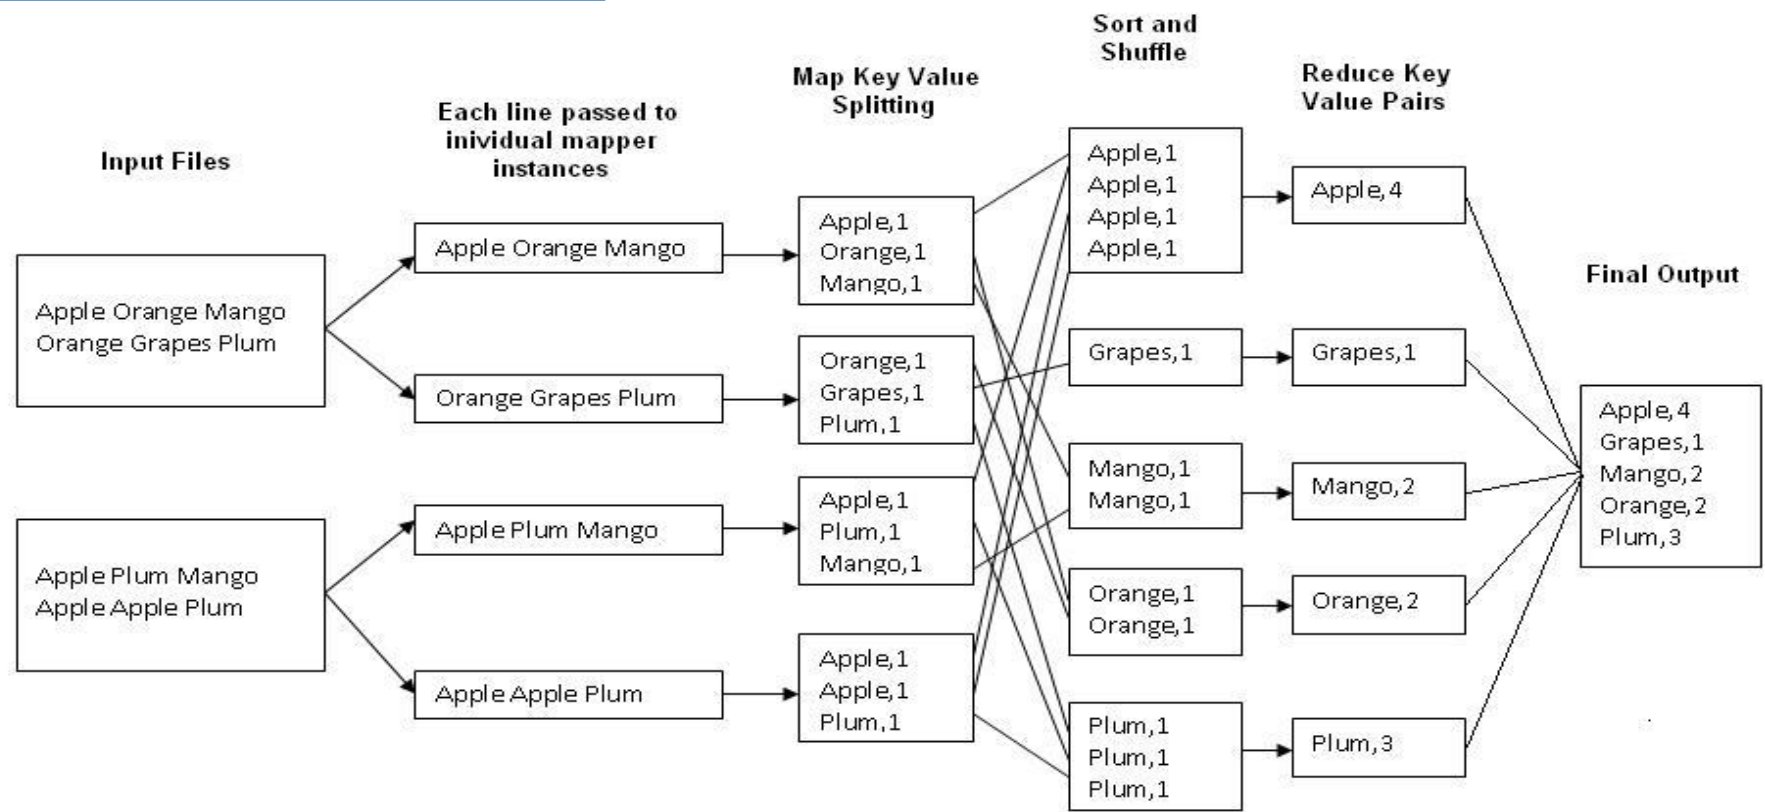 Input Files
Apple Orange Mango
Orange Grapes Plum
Apple Plum Mango
Apple Apple Plum
Each line passed to
inividual mapper
instances
Apple Orange Mango
Orange Grapes Plum
Apple Plum Mango
Apple Apple Plum
Map Key Value
Splitting
Apple,1
Orange,1
Mango,1
Orange,1
Grapes,1
Plum,1
Apple,1
Plum,1
Mango,1
Apple,1
Apple,1
Plum,1
Sort and
Shuffle
Apple,1
Apple,1
Apple,1
Apple,1
Grapes,1
Mango,1
Mango,1
Orange,1
Orange,1
Plum,1
Plum,1
Plum,1
Reduce Key
Value Pairs
Apple,4
Grapes,1
Mango,2
Orange,2
Plum,3
Final Output
Apple,4
Grapes,1
Mango,2
Orange,2
Plum,3